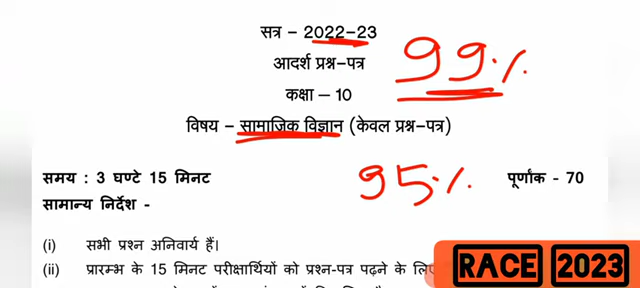 सत्र - 2022-23
आदर्श प्रश्न-पत्र
99%
कक्षा - 10
विषय - सामाजिक विज्ञान (केवल प्रश्न-पत्र)
समय : 3 घण्टे 15 मिनट
95%
पूर्णांक - 70
सामान्य निर्देश -
(i) सभी प्रश्न अनिवार्य हैं।
(ii) प्रारम्भ के 15 मिनट परीक्षार्थियों को प्रश्न-पत्र पढ़ने के लिए
RACE 2023